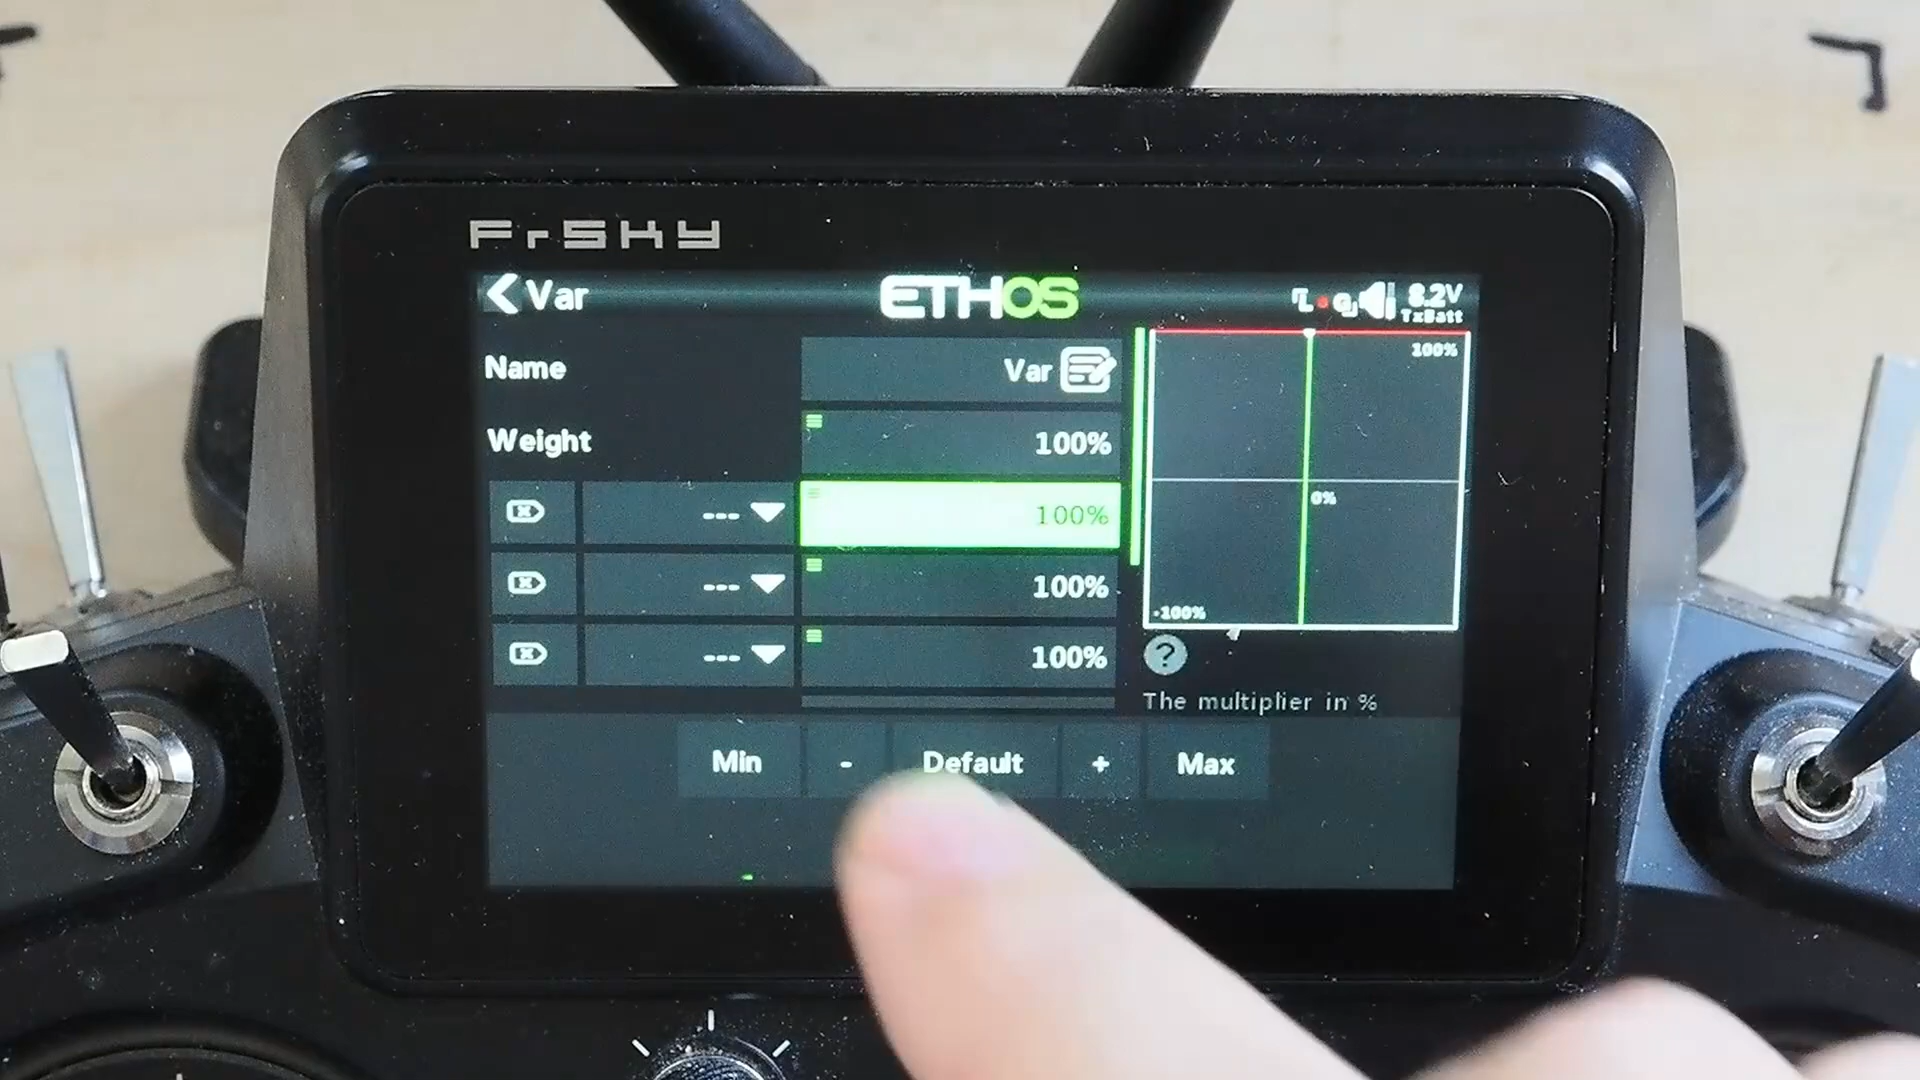 FrSKY
Var
ETHOS
8.2V
TxBatt
Name
Var
100%
Weight
100%
--- 100%
0%
--- 100%
-100%
--- 100%
?
The multiplier in %
Min - Default + Max